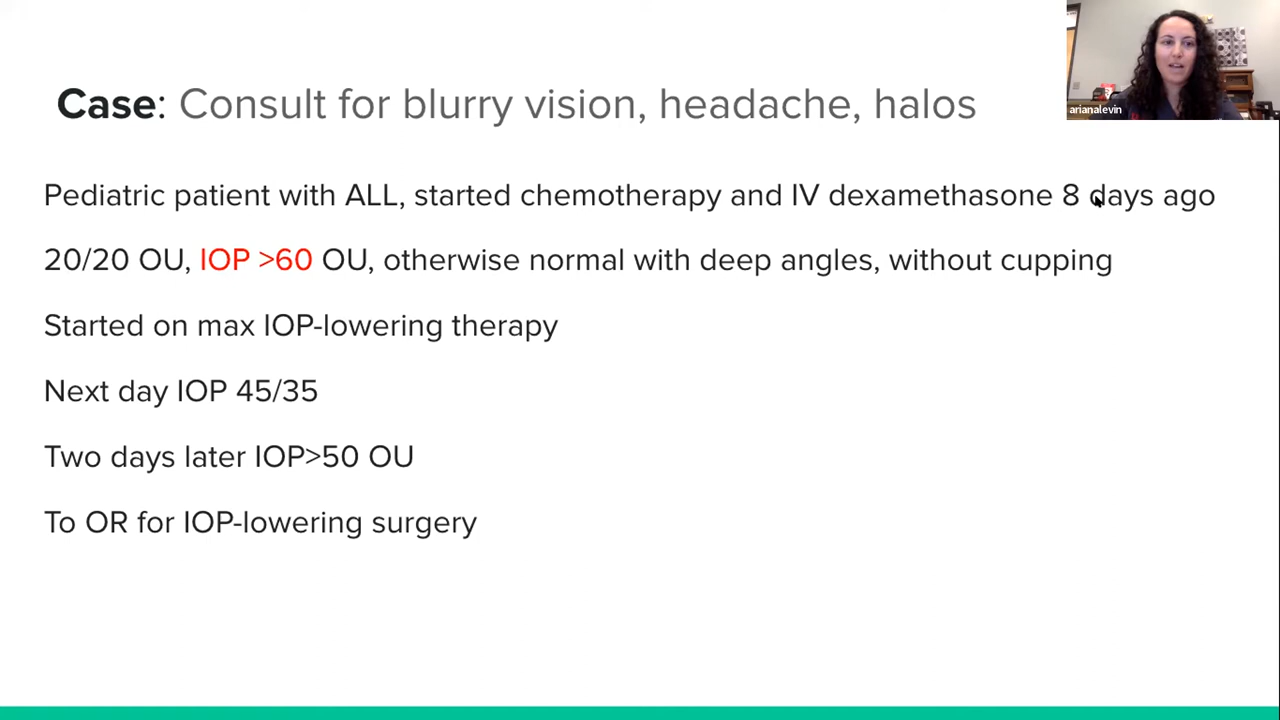 Case: Consult for blurry vision, headache, halos
arianalevin
Pediatric patient with ALL, started chemotherapy and IV dexamethasone 8 days ago
20/20 OU, IOP >60 OU, otherwise normal with deep angles, without cupping
Started on max IOP-lowering therapy
Next day IOP 45/35
Two days later IOP>50 OU
To OR for IOP-lowering surgery